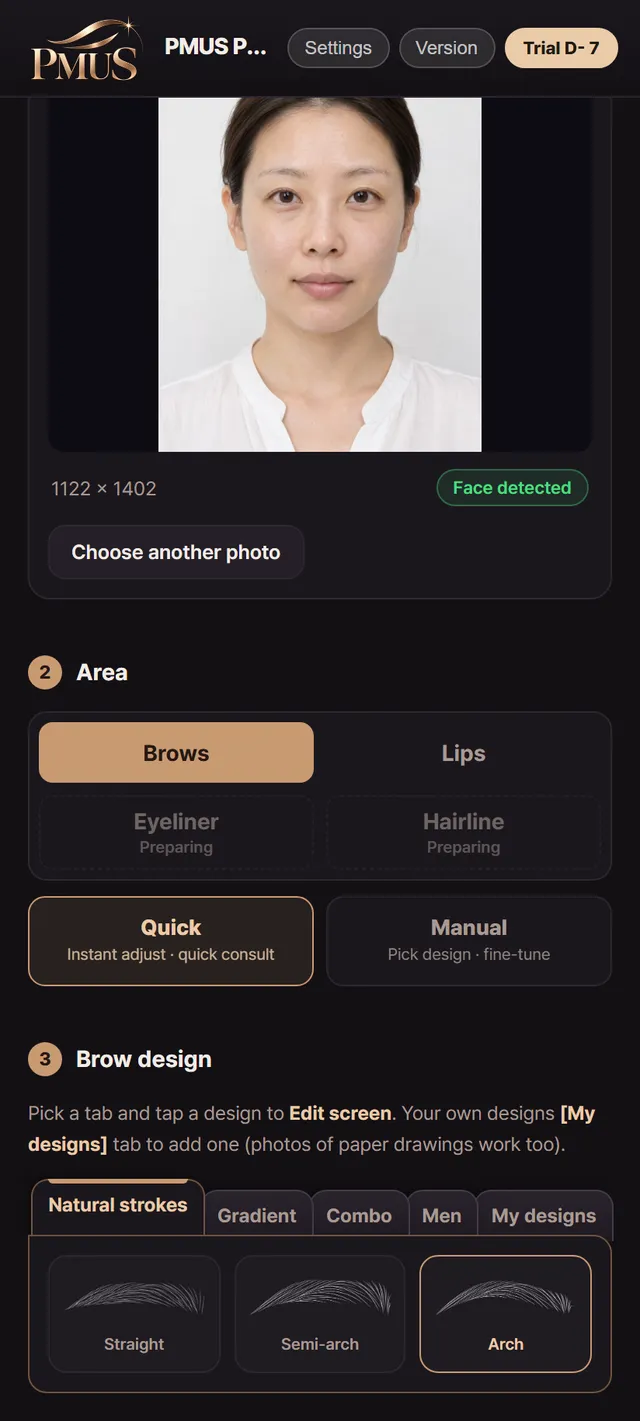 PMUS
PMUS P...
Settings
Version
Trial D- 7
1122 × 1402
Face detected
Choose another photo
2
Area
Brows
Lips
Eyeliner
Preparing
Hairline
Preparing
Quick
Instant adjust · quick consult
Manual
Pick design · fine-tune
3
Brow design
Pick a tab and tap a design to Edit screen. Your own designs [My
designs] tab to add one (photos of paper drawings work too).
Natural strokes
Gradient
Combo
Men
My designs
Straight
Semi-arch
Arch